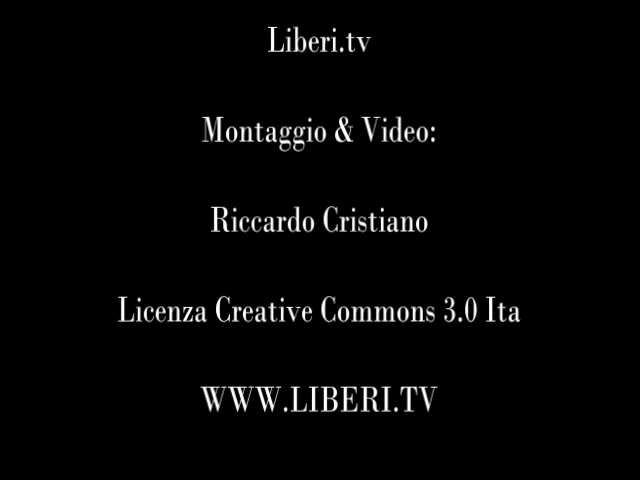 Liberi.tv
Montaggio & Video:
Riccardo Cristiano
Licenza Creative Commons 3.0 Ita
WWW.LIBERI.TV